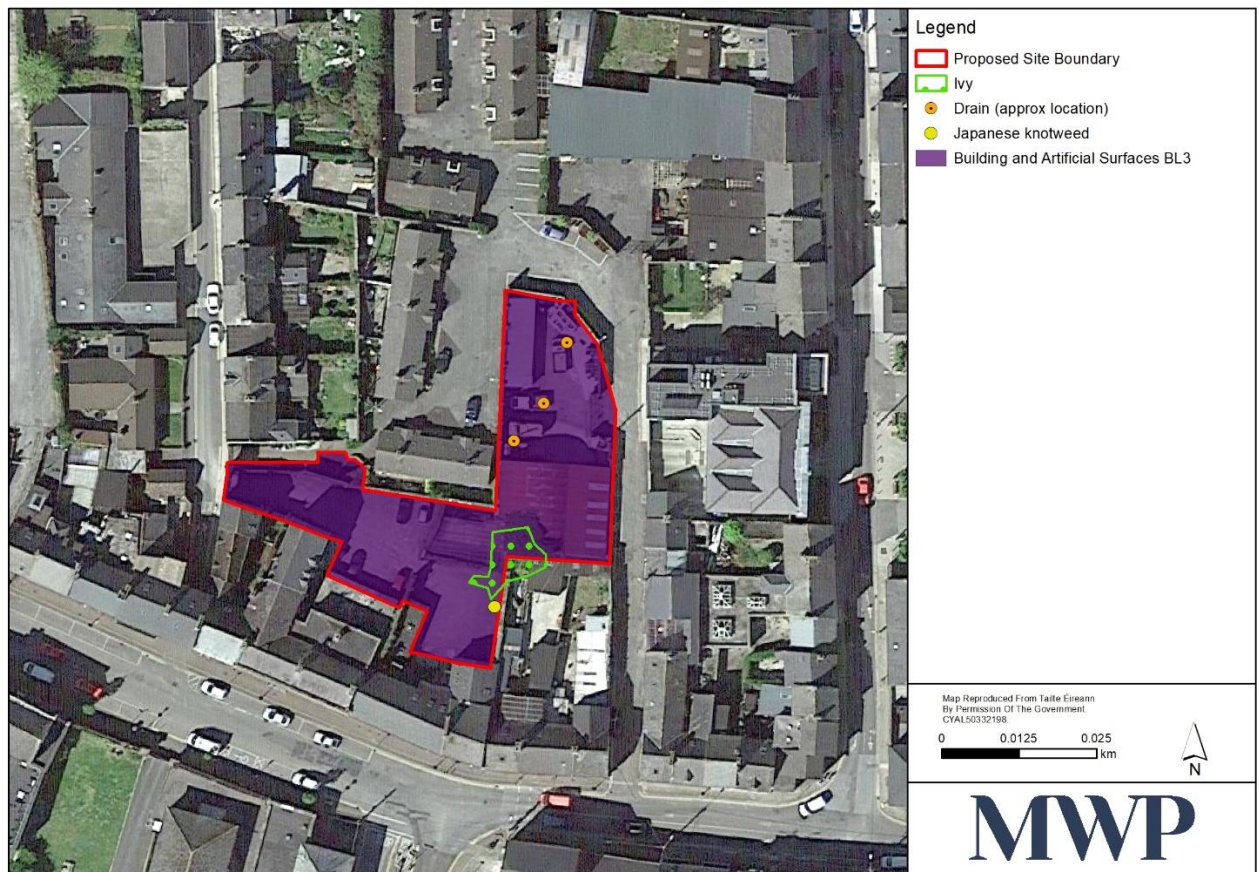 Legend
Proposed Site Boundary
Ivy
Drain (approx location)
Japanese knotweed
Building and Artificial Surfaces BL3
Map Reproduced From Tailte Éireann
By Permission Of The Government.
CYAL50332198.
0 0.0125 0.025
km
N
MWP